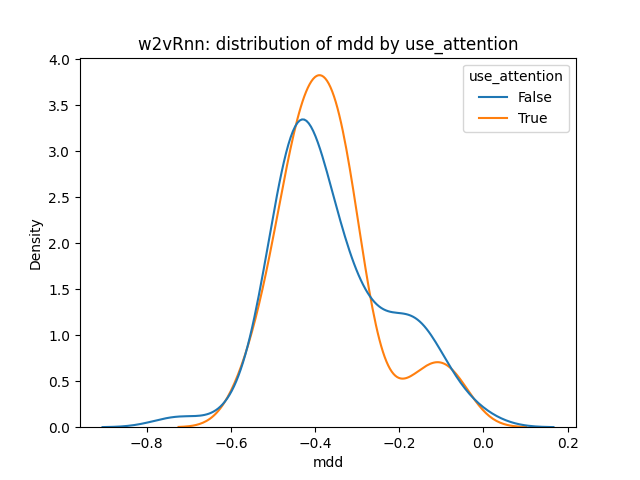 w2vRnn: distribution of mdd by use_attention
use_attention
False
True
Density
4.0
3.5
3.0
2.5
2.0
1.5
1.0
0.5
0.0
−0.8 −0.6 −0.4 −0.2 0.0 0.2
mdd